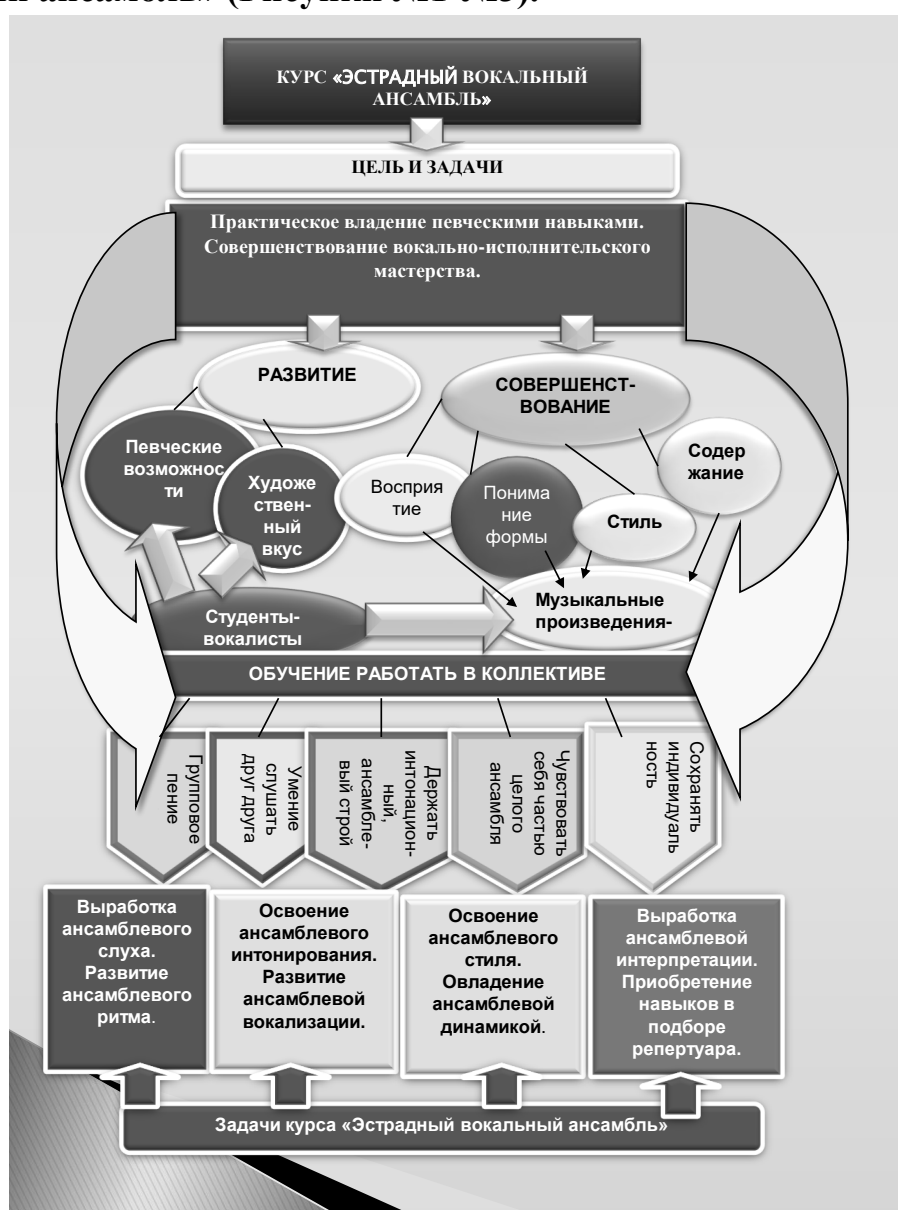 КУРС «ЭСТРАДНЫЙ ВОКАЛЬНЫЙ
АНСАМБЛЬ»
ЦЕЛЬ И ЗАДАЧИ
Практическое владение певческими навыками.
Совершенствование вокально-исполнительского
мастерства.
РАЗВИТИЕ
СОВЕРШЕНСТ-
ВОВАНИЕ
Певческие
возможнос
ти
Художе
ствен-
ный
вкус
Восприя
тие
Понима
ние
формы
Стиль
Содер
жание
Студенты-
вокалисты
Музыкальные
произведения-
ОБУЧЕНИЕ РАБОТАТЬ В КОЛЛЕКТИВЕ
Групповое
пение
Умение
слушать
друг друга
Держать
интонацион-
ный,
ансамбле-
вый строй
Чувствовать
себя частью
целого
ансамбля
Сохранять
индивидуаль
ность
Выработка
ансамблевого
слуха.
Развитие
ансамблевого
ритма.
Освоение
ансамблевого
интонирования.
Развитие
ансамблевой
вокализации.
Освоение
ансамблевого
стиля.
Овладение
ансамблевой
динамикой.
Выработка
ансамблевой
интерпретации.
Приобретение
навыков в
подборе
репертуара.
Задачи курса «Эстрадный вокальный ансамбль»